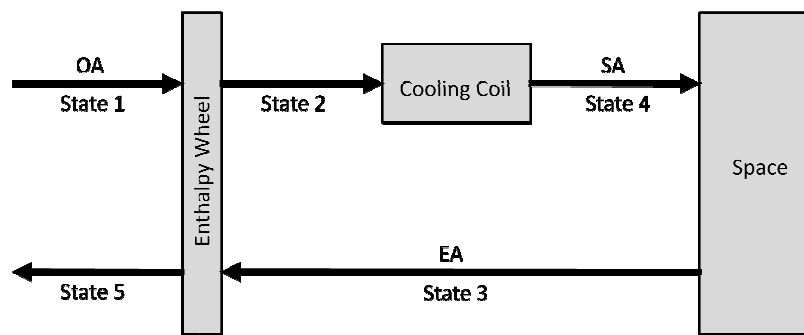 OA
State 1
Enthalpy Wheel
State 2
Cooling Coil
SA
State 4
Space
EA
State 3
State 5